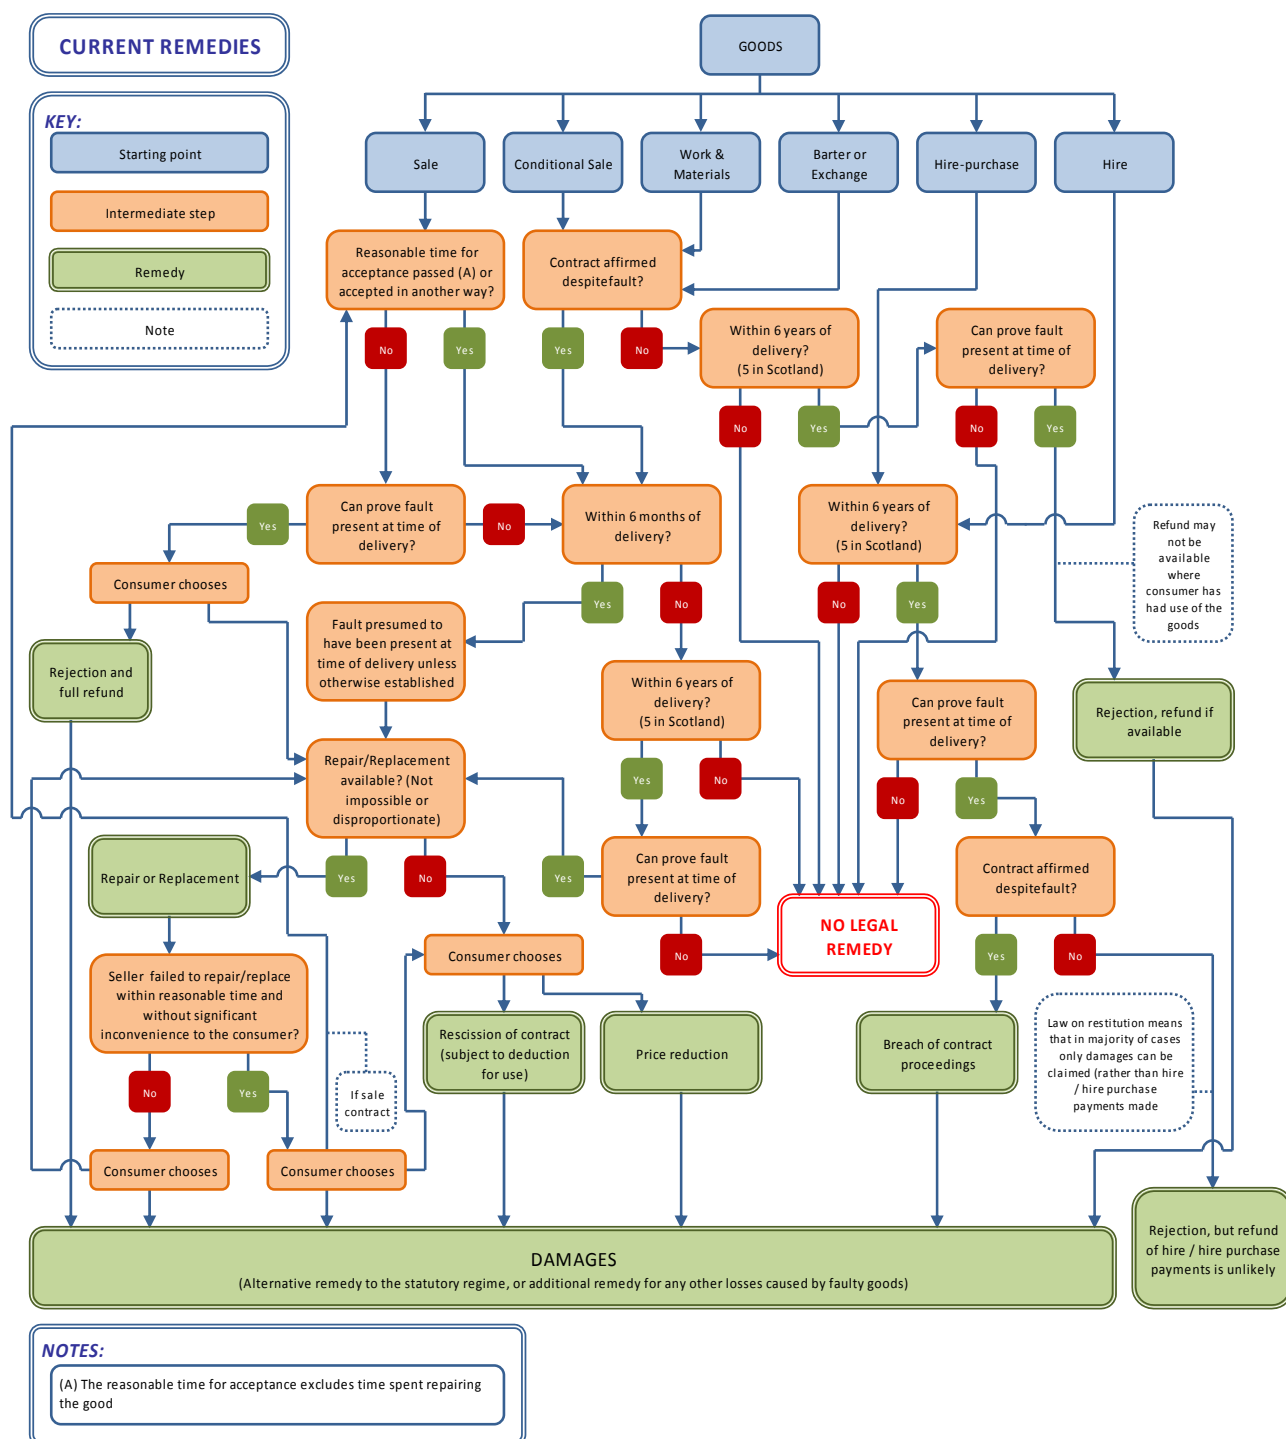 CURRENT REMEDIES
GOODS
KEY:
Starting point
Intermediate step
Remedy
Note
Sale
Conditional Sale
Work &
Materials
Barter or
Exchange
Hire-purchase
Hire
Reasonable time for
acceptance passed (A) or
accepted in another way?
Contract affirmed
despitefault?
No
Yes
Yes
No
Within 6 years of
delivery?
(5 in Scotland)
Can prove fault
present at time of
delivery?
No
Yes
No
Yes
Yes
Can prove fault
present at time of
delivery?
No
Within 6 months of
delivery?
Within 6 years of
delivery?
(5 in Scotland)
Refund may
not be
available
where
consumer has
had use of the
goods
Consumer chooses
Yes
No
No
Yes
Fault presumed to
have been present at
time of delivery unless
otherwise established
Rejection and
full refund
Within 6 years of
delivery?
(5 in Scotland)
Can prove fault
present at time of
delivery?
Rejection, refund if
available
Repair/Replacement
available? (Not
impossible or
disproportionate)
Yes
No
No
Yes
Repair or Replacement
Yes
No
Yes
Can prove fault
present at time of
delivery?
Contract affirmed
despitefault?
NO LEGAL
REMEDY
No
Yes
No
Consumer chooses
Seller failed to repair/replace
within reasonable time and
without significant
inconvenience to the consumer?
Rescission of contract
(subject to deduction
for use)
Price reduction
Breach of contract
proceedings
Law on restitution means
that in majority of cases
only damages can be
claimed (rather than hire
/ hire purchase
payments made
No
Yes
If sale
contract
Consumer chooses
Consumer chooses
DAMAGES
(Alternative remedy to the statutory regime, or additional remedy for any other losses caused by faulty goods)
Rejection, but refund
of hire / hire purchase
payments is unlikely
NOTES:
(A) The reasonable time for acceptance excludes time spent repairing
the good